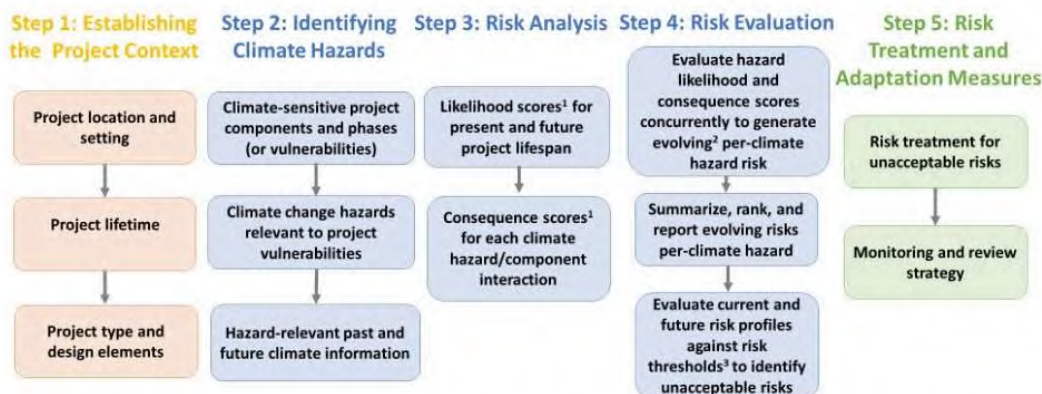 Step 1: Establishing
the Project Context
Project location and
setting
Project lifetime
Project type and
design elements
Step 2: Identifying
Climate Hazards
Climate-sensitive project
components and phases
(or vulnerabilities)
Climate change hazards
relevant to project
vulnerabilities
Hazard-relevant past and
future climate information
Step 3: Risk Analysis
Likelihood scores¹ for
present and future
project lifespan
Consequence scores¹
for each climate
hazard/component
interaction
Step 4: Risk Evaluation
Evaluate hazard
likelihood and
consequence scores
concurrently to generate
evolving² per-climate
hazard risk
Summarize, rank, and
report evolving risks
per-climate hazard
Evaluate current and
future risk profiles
against risk
thresholds³ to identify
unacceptable risks
Step 5: Risk
Treatment and
Adaptation Measures
Risk treatment for
unacceptable risks
Monitoring and review
strategy